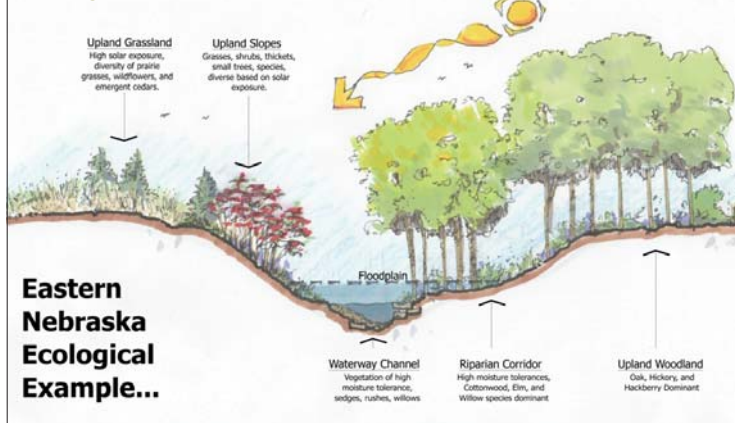 Upland Grassland
High solar exposure,
diversity of prairie
grasses, wildflowers, and
emergent cedars.
Upland Slopes
Grasses, shrubs, thickets,
small trees, species,
diverse based on solar
exposure.
Floodplain
Eastern
Nebraska
Ecological
Example...
Waterway Channel
Vegetation of high
moisture tolerance,
sedges, rushes, willows
Riparian Corridor
High moisture tolerances,
Cottonwood, Elm, and
Willow species dominant
Upland Woodland
Oak, Hickory, and
Hackberry Dominant